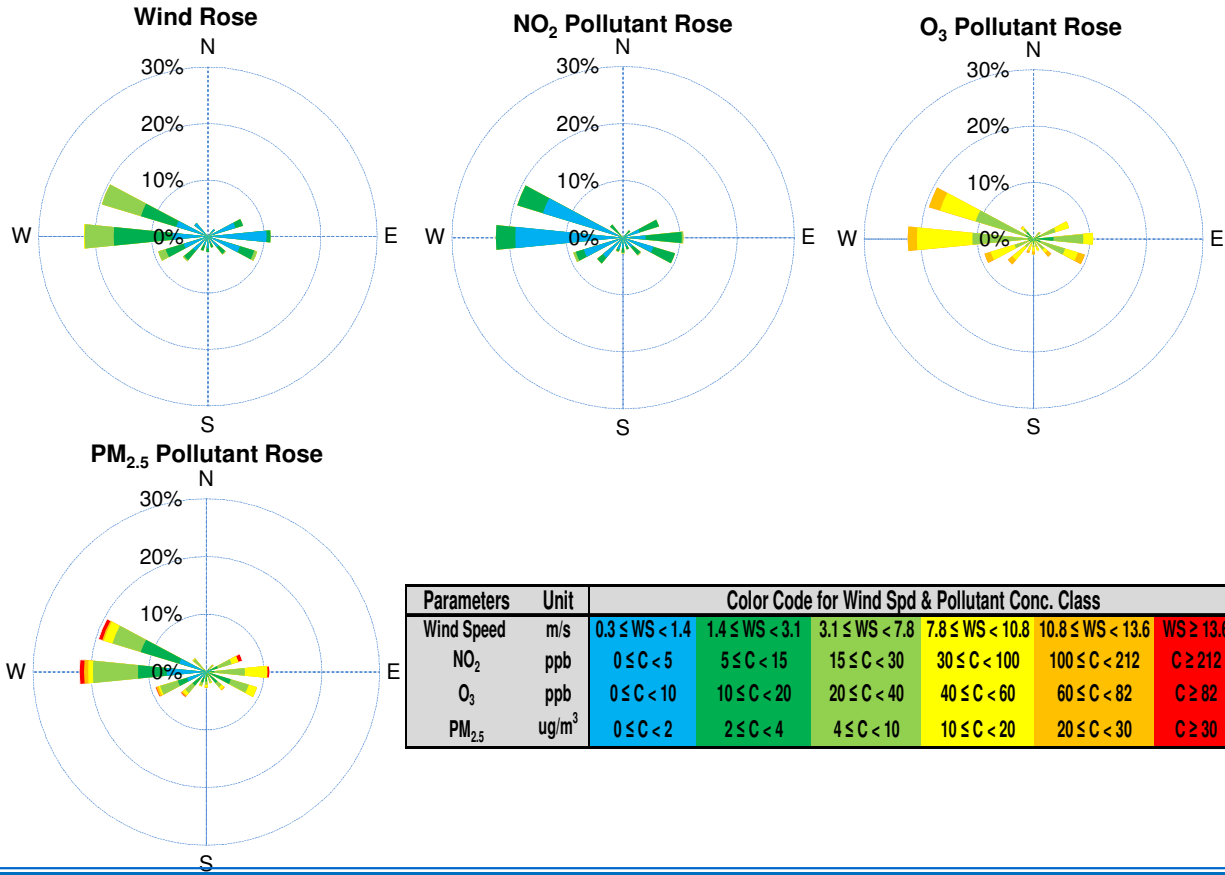 Wind Rose
N
30%
20%
10%
0%
W
E
S
NO₂ Pollutant Rose
N
30%
20%
10%
0%
W
E
S
O₃ Pollutant Rose
N
30%
20%
10%
0%
W
E
S
PM₂.₅ Pollutant Rose
N
30%
20%
10%
0%
W
E
S
Parameters Unit Color Code for Wind Spd & Pollutant Conc. Class
Wind Speed m/s 0.3 ≤ WS < 1.4 1.4 ≤ WS < 3.1 3.1 ≤ WS < 7.8 7.8 ≤ WS < 10.8 10.8 ≤ WS < 13.6 WS ≥ 13.6
NO₂ ppb 0 ≤ C < 5 5 ≤ C < 15 15 ≤ C < 30 30 ≤ C < 100 100 ≤ C < 212 C ≥ 212
O₃ ppb 0 ≤ C < 10 10 ≤ C < 20 20 ≤ C < 40 40 ≤ C < 60 60 ≤ C < 82 C ≥ 82
PM₂.₅ ug/m³ 0 ≤ C < 2 2 ≤ C < 4 4 ≤ C < 10 10 ≤ C < 20 20 ≤ C < 30 C ≥ 30